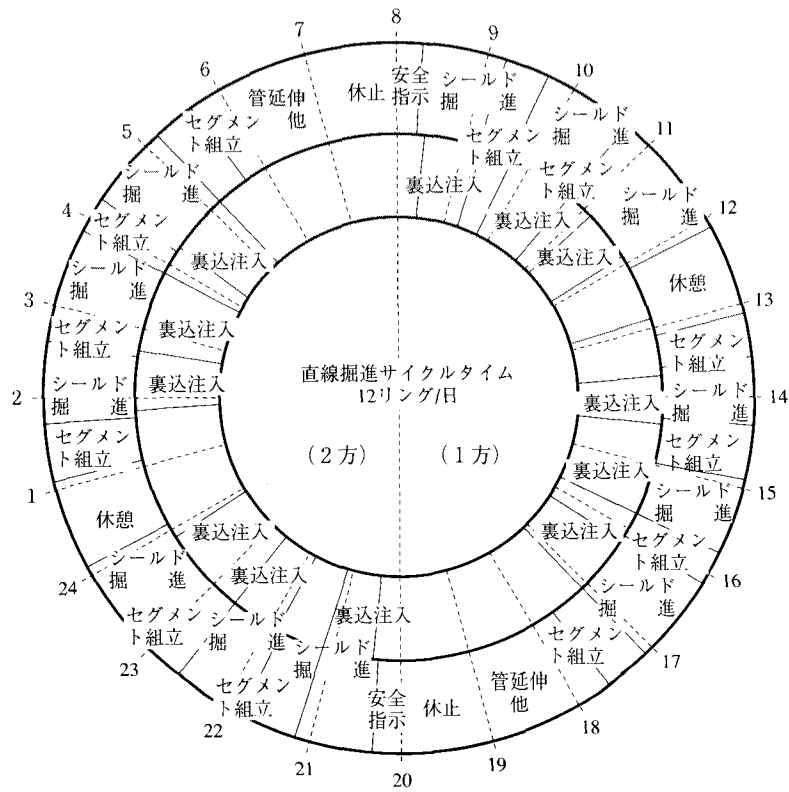 8
9
10
11
12
13
14
15
16
17
18
19
20
21
22
23
24
1
2
3
4
5
6
7
安全
指示
シールド
掘進
セグメン
ト組立
シールド
掘進
セグメン
ト組立
シールド
掘進
休憩
セグメン
ト組立
シールド
掘進
セグメン
ト組立
シールド
掘進
セグメン
ト組立
シールド
掘進
セグメン
ト組立
管延伸
他
休止
安全
指示
シールド
掘進
セグメン
ト組立
シールド
掘進
セグメン
ト組立
シールド
掘進
休憩
セグメン
ト組立
シールド
掘進
セグメン
ト組立
シールド
掘進
セグメン
ト組立
シールド
掘進
セグメン
ト組立
管延伸
他
休止
裏込注入
裏込注入
裏込注入
裏込注入
裏込注入
裏込注入
裏込注入
裏込注入
裏込注入
裏込注入
裏込注入
裏込注入
直線掘進サイクルタイム
12リング/日
(2方)
(1方)